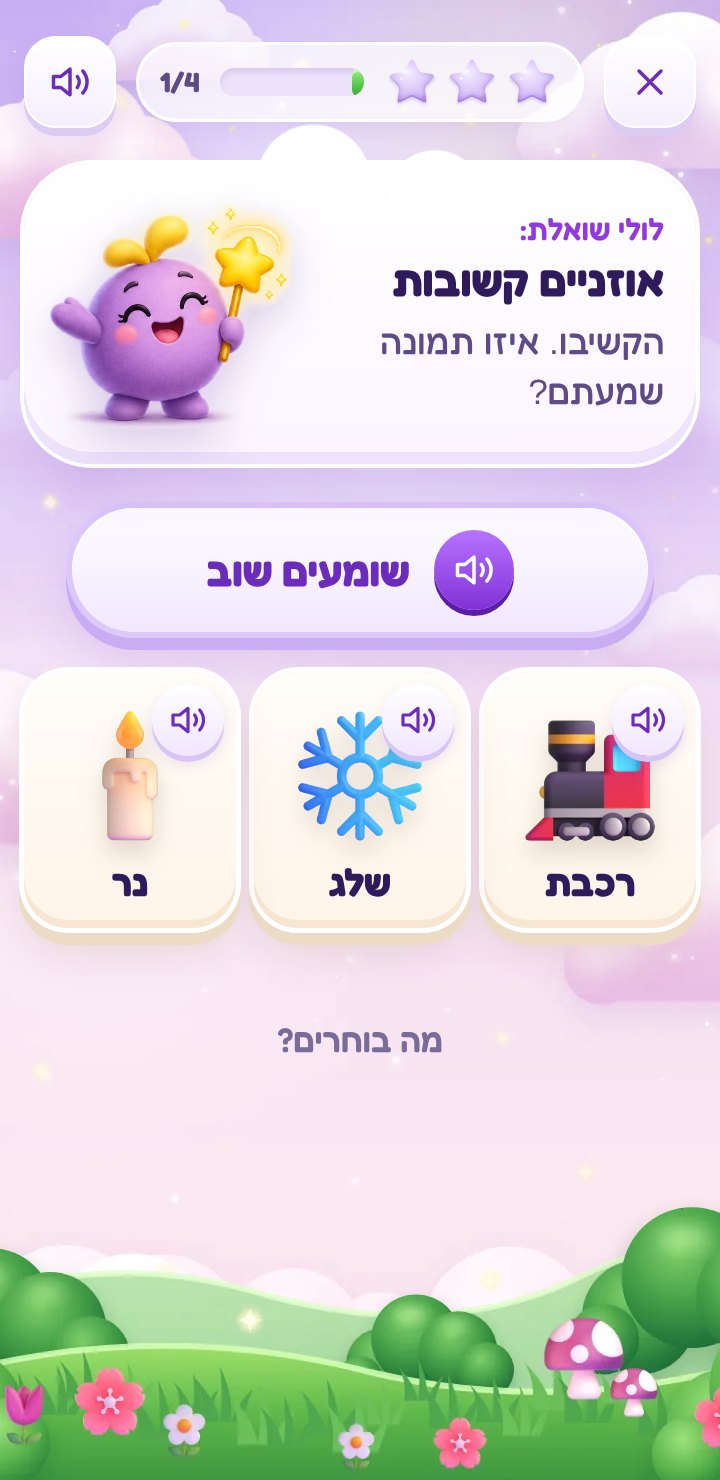 1/4
לולי שואלת:
אוזניים קשובות
הקשיבו. איזו תמונה
שמעתם?
שומעים שוב
רכבת
שלג
נר
מה בוחרים?